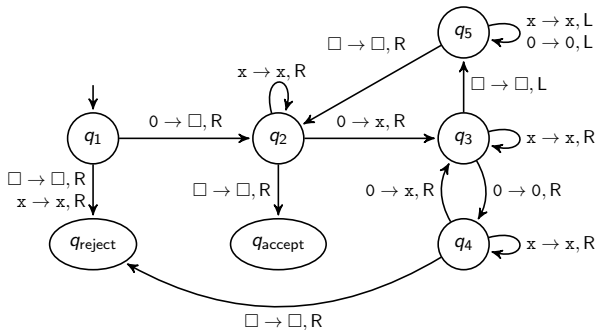 q5
x → x, L
0 → 0, L
□ → □, R
x → x, R
□ → □, L
q1
0 → □, R
q2
0 → x, R
q3
x → x, R
□ → □, R
x → x, R
□ → □, R
0 → x, R
0 → 0, R
qreject
qaccept
q4
x → x, R
□ → □, R